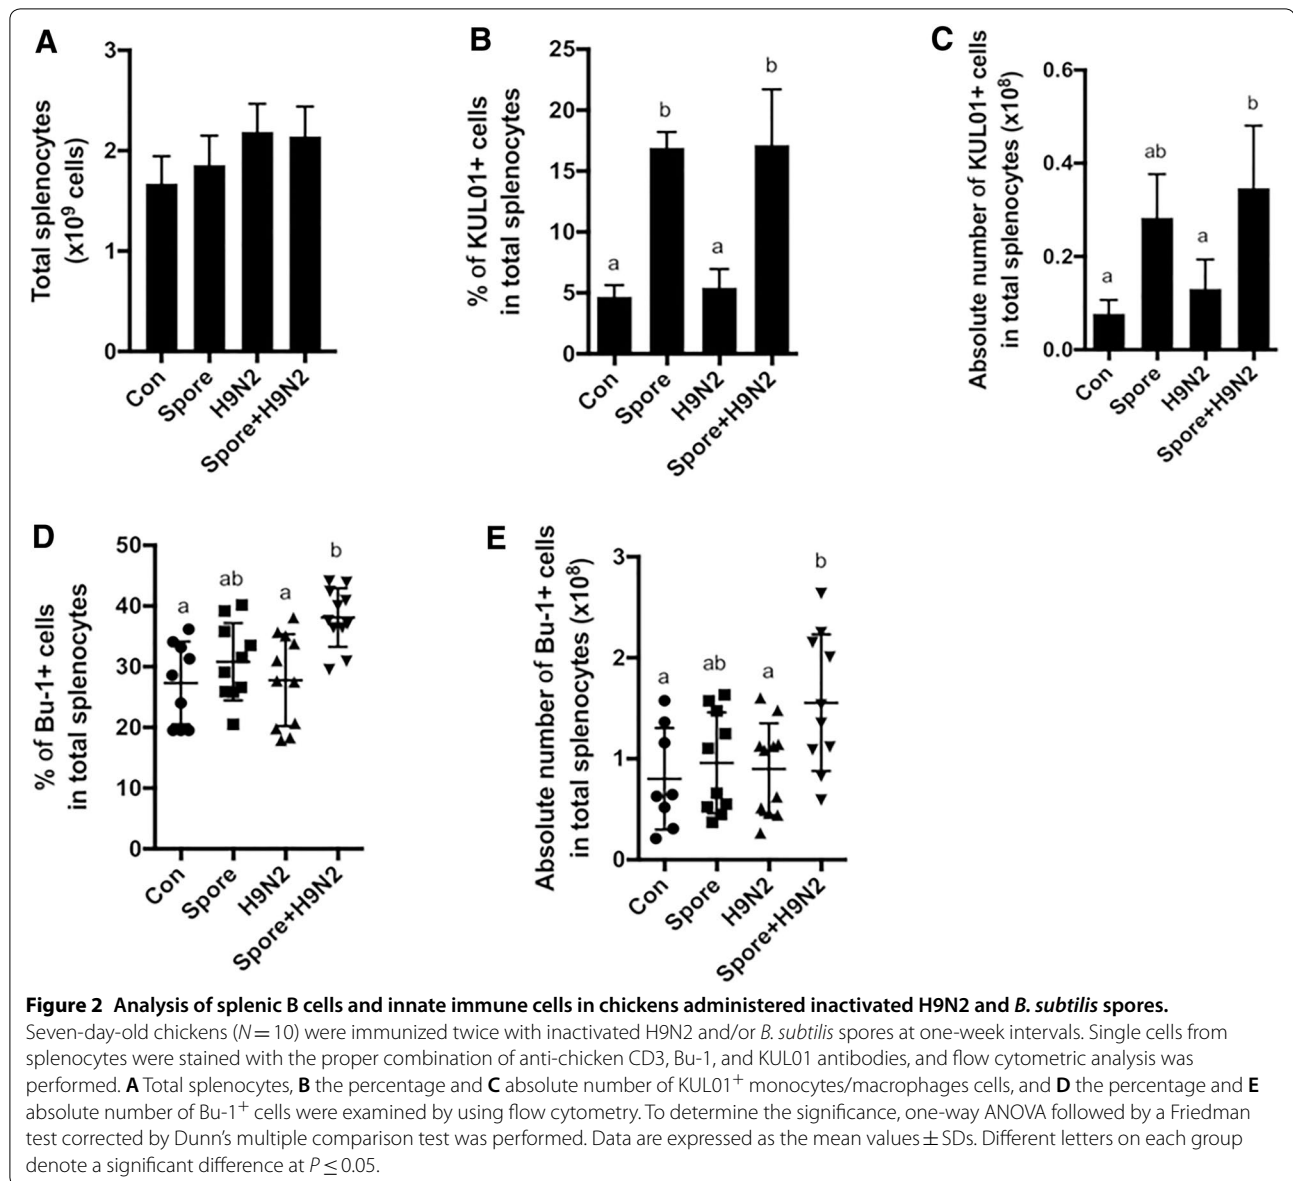 A
Total splenocytes
(x10⁹ cells)
3
2
1
0
Con
Spore
H9N2
Spore+H9N2
B
% of KUL01+ cells
in total splenocytes
25
20
15
10
5
0
a
b
a
b
Con
Spore
H9N2
Spore+H9N2
C
Absolute number of KUL01+ cells
in total splenocytes (x10⁸)
0.6
0.4
0.2
0.0
a
ab
a
b
Con
Spore
H9N2
Spore+H9N2
D
% of Bu-1+ cells
in total splenocytes
50
40
30
20
10
0
a
ab
a
b
Con
Spore
H9N2
Spore+H9N2
E
Absolute number of Bu-1+ cells
in total splenocytes (x10⁸)
3
2
1
0
a
ab
a
b
Con
Spore
H9N2
Spore+H9N2
Figure 2 Analysis of splenic B cells and innate immune cells in chickens administered inactivated H9N2 and B. subtilis spores.
Seven-day-old chickens (N = 10) were immunized twice with inactivated H9N2 and/or B. subtilis spores at one-week intervals. Single cells from
splenocytes were stained with the proper combination of anti-chicken CD3, Bu-1, and KUL01 antibodies, and flow cytometric analysis was
performed. A Total splenocytes, B the percentage and C absolute number of KUL01⁺ monocytes/macrophages cells, and D the percentage and E
absolute number of Bu-1⁺ cells were examined by using flow cytometry. To determine the significance, one-way ANOVA followed by a Friedman
test corrected by Dunn's multiple comparison test was performed. Data are expressed as the mean values ± SDs. Different letters on each group
denote a significant difference at P ≤ 0.05.